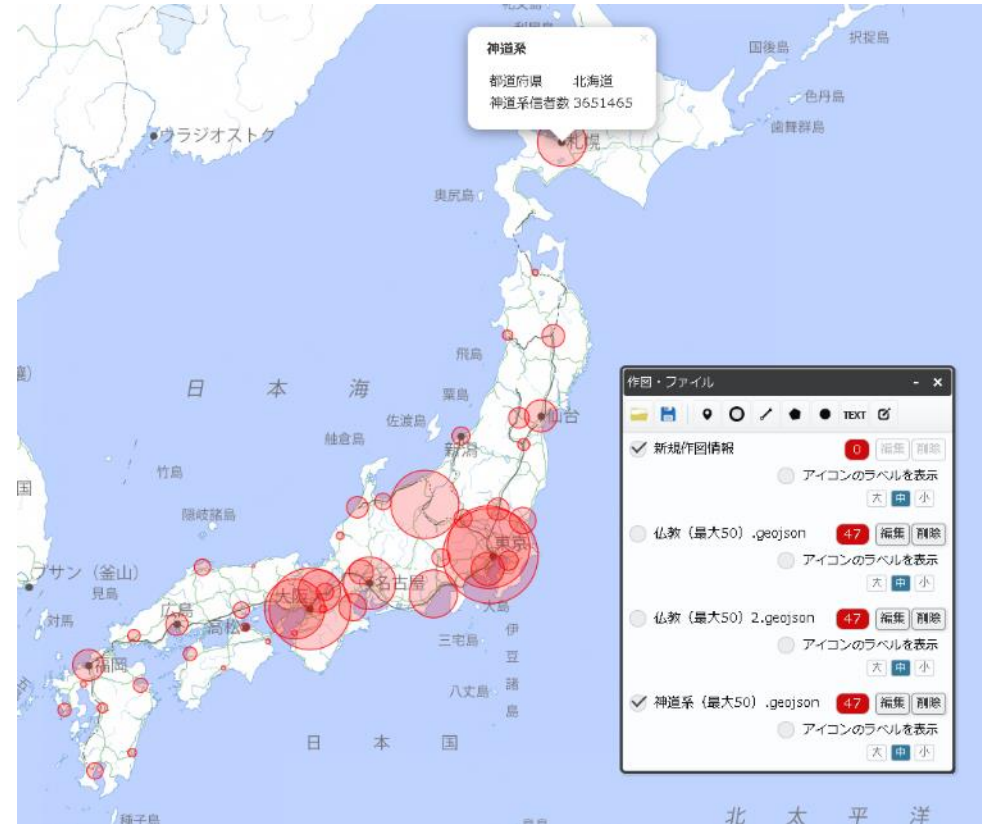 礼文島
利尻島
択捉島
国後島
神道系
×
都道府県 北海道
神道系信者数 3651465
色丹島
歯舞群島
ウラジオストク
札幌
奥尻島
飛島
粟島
日 本 海
佐渡島
仙台
舳倉島
新潟
竹島
国
隠岐諸島
東京
プサン(釜山)
見島
名古屋
大阪
大島
対馬
広島
高松
三宅島
伊豆諸島
福岡
八丈島
日 本 国
種子島
北 太 平 洋
作図・ファイル - ×
TEXT
新規作図情報 0 編集 削除
アイコンのラベルを表示
大 中 小
仏教(最大50).geojson 47 編集 削除
アイコンのラベルを表示
大 中 小
仏教(最大50)2.geojson 47 編集 削除
アイコンのラベルを表示
大 中 小
神道系(最大50).geojson 47 編集 削除
アイコンのラベルを表示
大 中 小